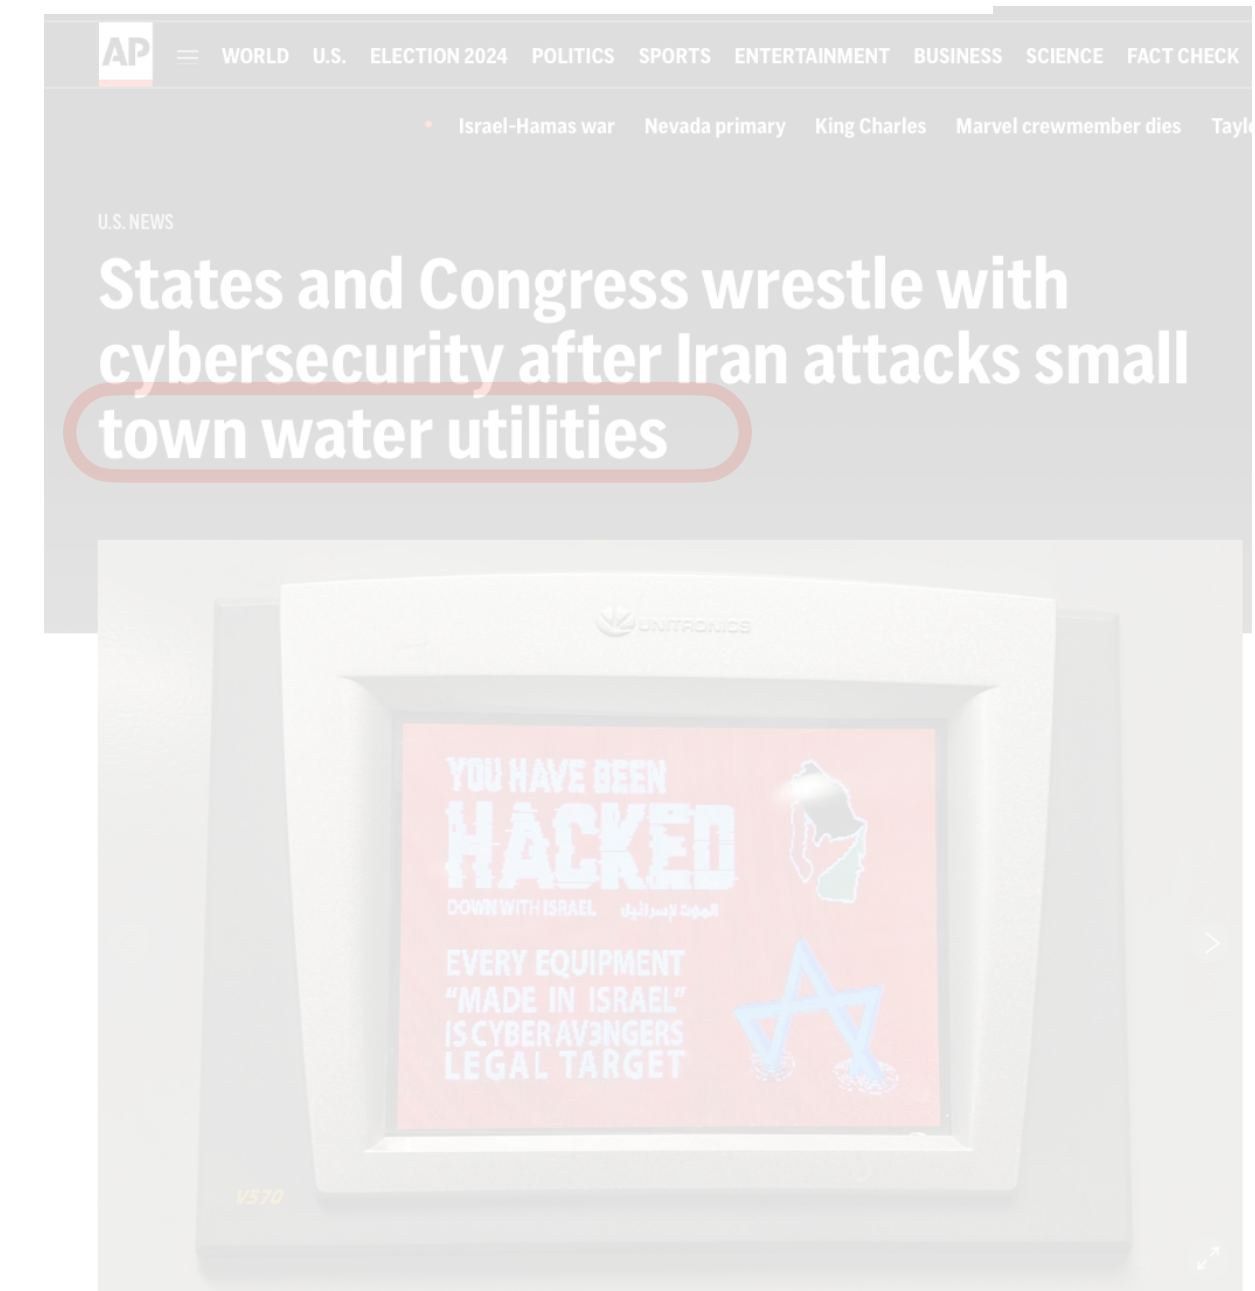 AP
WORLD U.S. ELECTION 2024 POLITICS SPORTS ENTERTAINMENT BUSINESS SCIENCE FACT CHECK
Israel-Hamas war Nevada primary King Charles Marvel crewmember dies Taylo
U.S. NEWS
States and Congress wrestle with
cybersecurity after Iran attacks small
town water utilities
UNITRONICS
YOU HAVE BEEN
HACKED
DOWN WITH ISRAEL الموت لإسرائيل
EVERY EQUIPMENT
“MADE IN ISRAEL”
IS CYBER AV3NGERS
LEGAL TARGET
V570